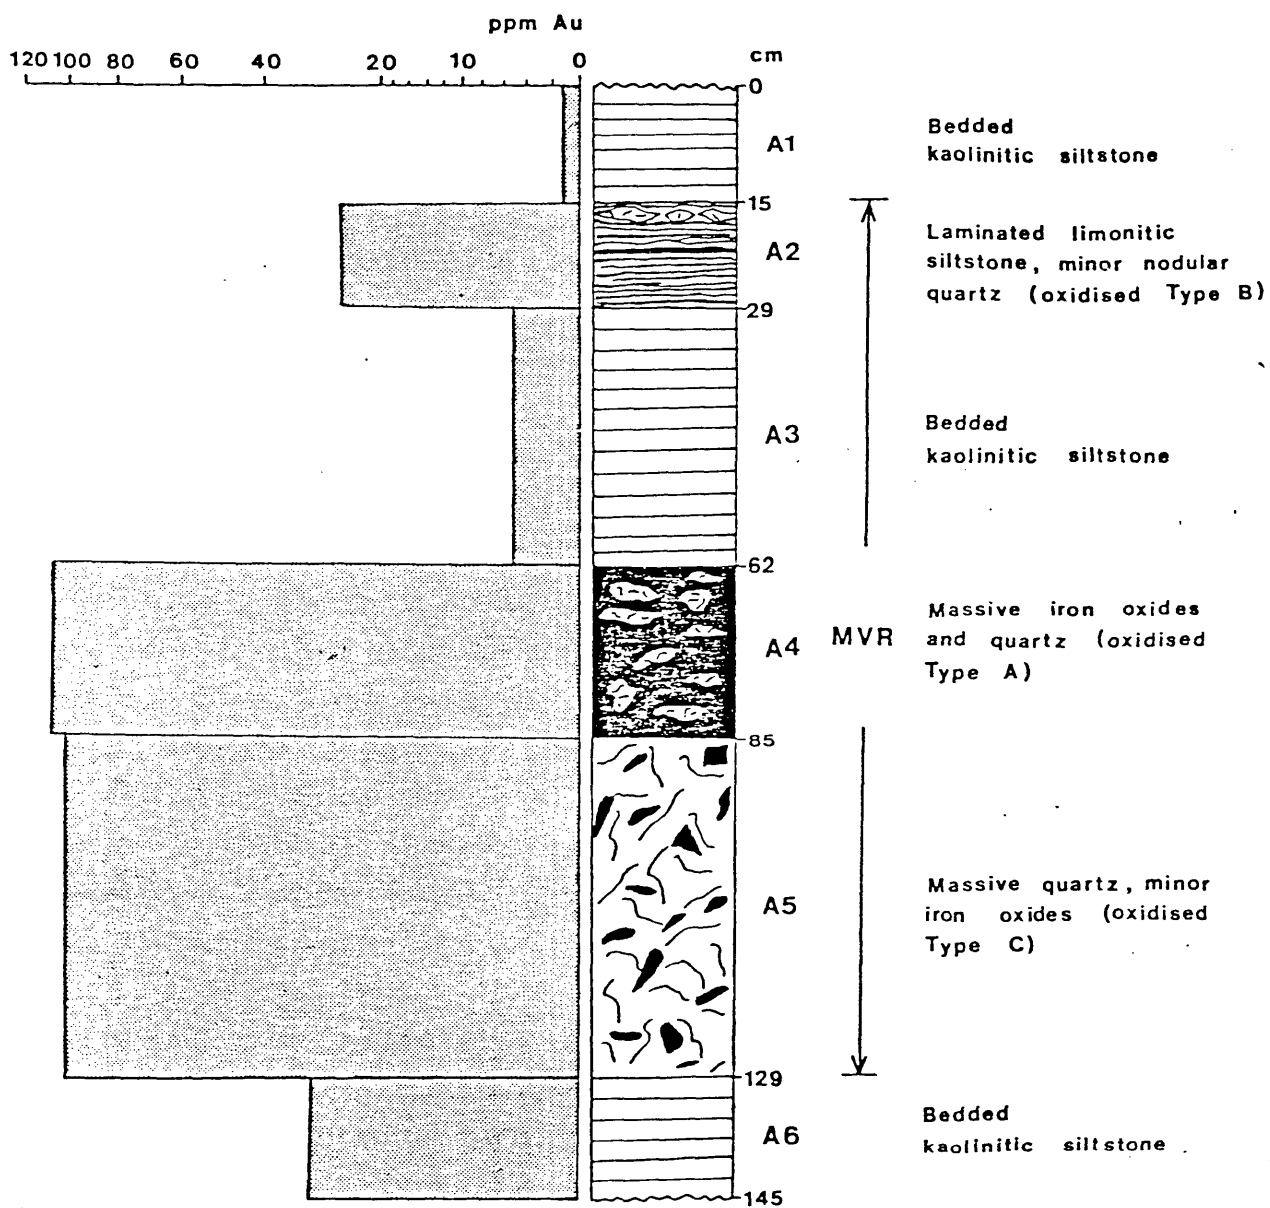 ppm Au
120 100 80 60 40 20 10 0
cm
0
A1
Bedded
kaolinitic siltstone
15
A2
Laminated limonitic
siltstone, minor nodular
quartz (oxidised Type B)
29
A3
Bedded
kaolinitic siltstone
62
A4
MVR
Massive iron oxides
and quartz (oxidised
Type A)
85
A5
Massive quartz, minor
iron oxides (oxidised
Type C)
129
A6
Bedded
kaolinitic siltstone
145